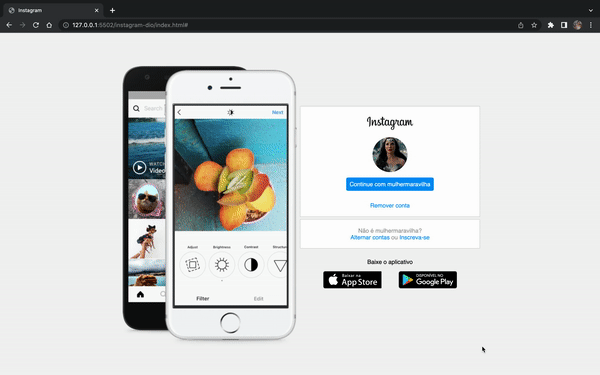 Instagram
127.0.0.1:5502/instagram-dio/index.html#
Search
WATCH
Video
Next
Adjust
Brightness
Contrast
Structure
Filter
Edit
Instagram
Continue com mulhermaravilha
Remover conta
Não é mulhermaravilha?
Alternar contas ou Inscreva-se
Baixe o aplicativo
Baixar na
App Store
DISPONÍVEL NO
Google Play